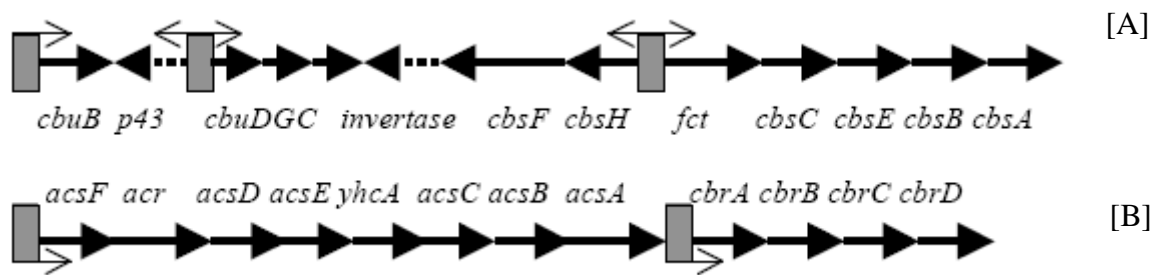 [A]
cbuB p43 cbuDGC invertase cbsF cbsH fct cbsC cbsE cbsB cbsA
acsF acr acsD acsE yhcA acsC acsB acsA cbrA cbrB cbrC cbrD
[B]